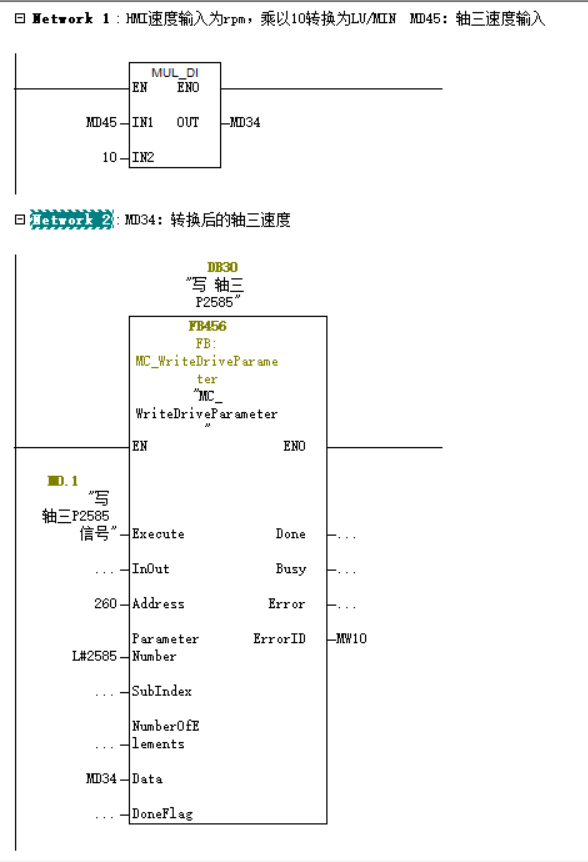 Network 1 : HMI速度输入为rpm，乘以10转换为LU/MIN  MD45：轴三速度输入
MUL_DI
EN ENO
MD45 IN1 OUT MD34
10 IN2
Network 2 : MD34：转换后的轴三速度
DB30
"写 轴三
P2585"
FB456
FB:
MC_WriteDriveParame
ter
"MC_
WriteDriveParameter
"
EN ENO
"写
轴三P2585
信号" Execute Done ...
... InOut Busy ...
260 Address Error ...
Parameter ErrorID MW10
L#2585 Number
... SubIndex
NumberOfE
... lements
MD34 Data
... DoneFlag